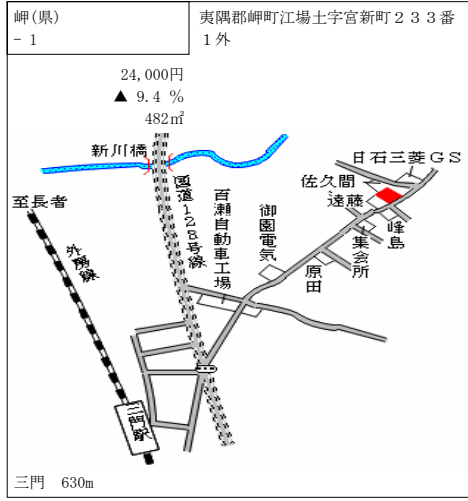 岬(県)
- 1
夷隅郡岬町江場土字宮新町２３３番
１外
24,000円
▲ 9.4 %
482㎡
新川橋
日石三菱ＧＳ
佐久間
遠藤
至長者
国道128号線
百瀬自動車工場
御園電気
集会所
峰島
外房線
原田
三門駅
三門 630m